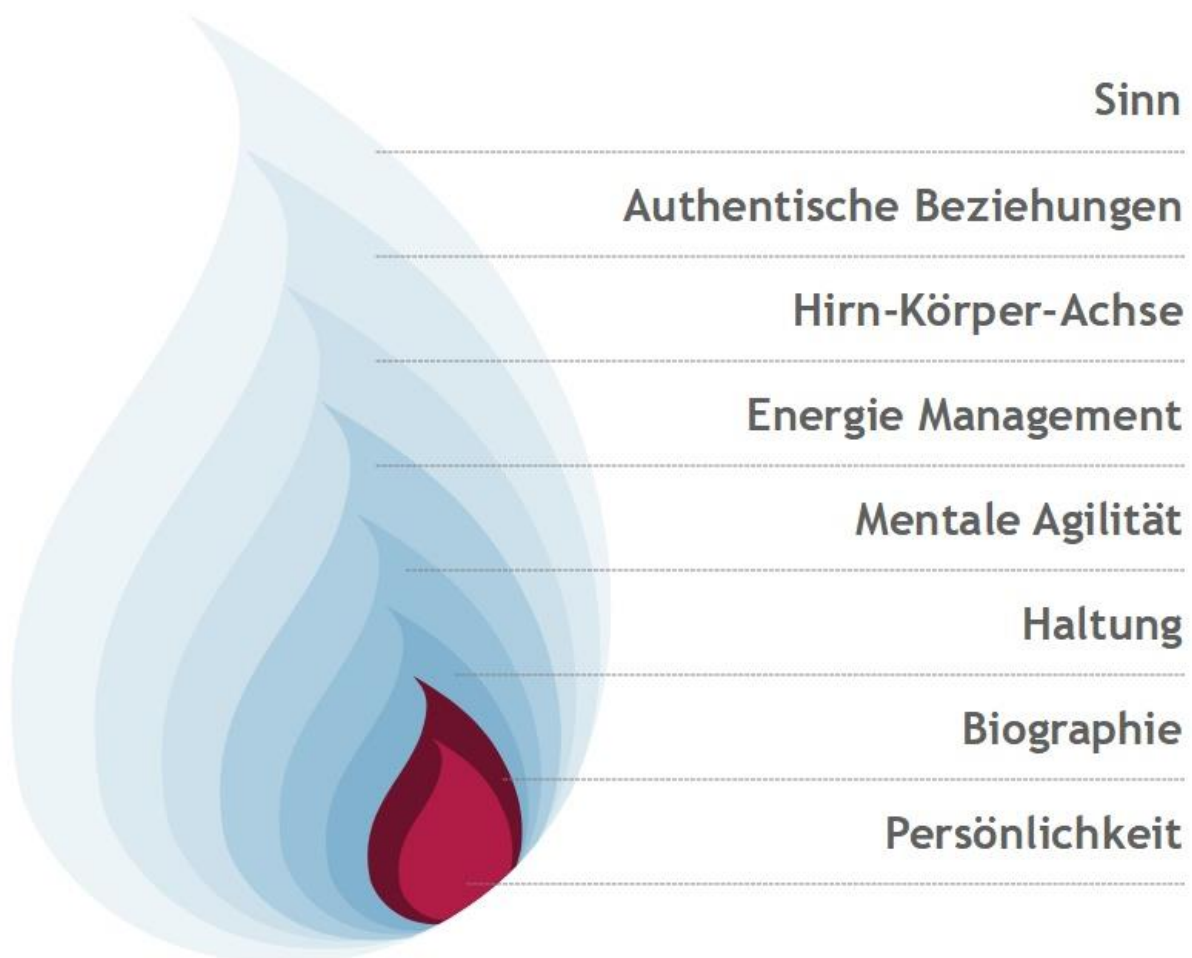 Sinn
Authentische Beziehungen
Hirn-Körper-Achse
Energie Management
Mentale Agilität
Haltung
Biographie
Persönlichkeit